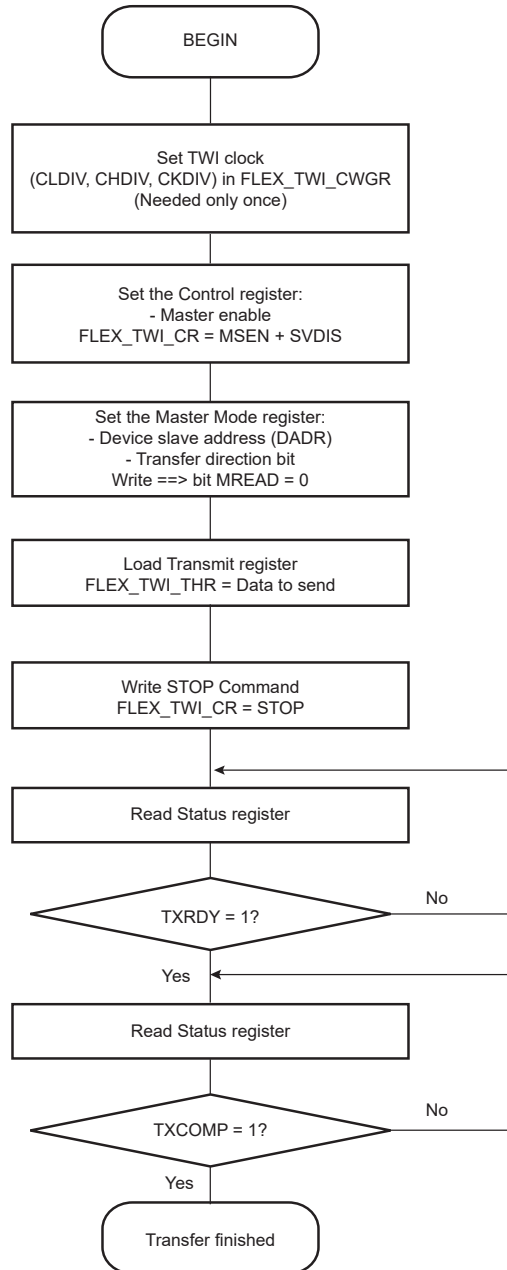 BEGIN
Set TWI clock
(CLDIV, CHDIV, CKDIV) in FLEX_TWI_CWGR
(Needed only once)
Set the Control register:
- Master enable
FLEX_TWI_CR = MSEN + SVDIS
Set the Master Mode register:
- Device slave address (DADR)
- Transfer direction bit
Write ==> bit MREAD = 0
Load Transmit register
FLEX_TWI_THR = Data to send
Write STOP Command
FLEX_TWI_CR = STOP
Read Status register
TXRDY = 1?
No
Yes
Read Status register
TXCOMP = 1?
No
Yes
Transfer finished